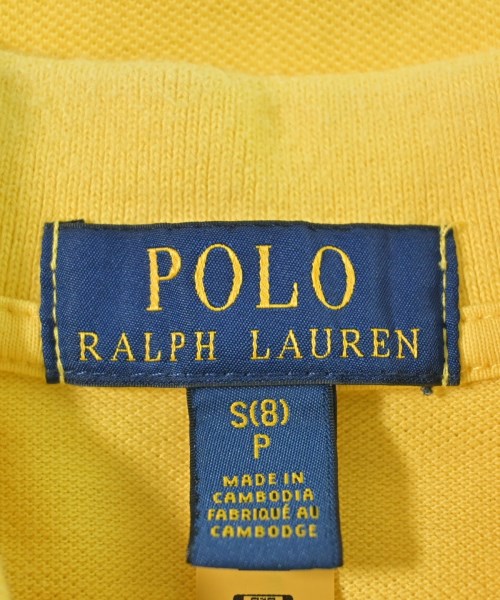 POLO
RALPH LAUREN
S(8)
P
MADE IN
CAMBODIA
FABRIQUÉ AU
CAMBODGE